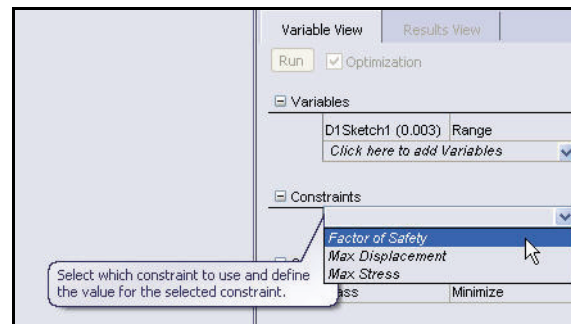 Variable View Results View
Run Optimization
Variables
D1Sketch1 (0.003) Range
Click here to add Variables
Constraints
Factor of Safety
Max Displacement
Max Stress
Select which constraint to use and define
the value for the selected constraint.
Minimize